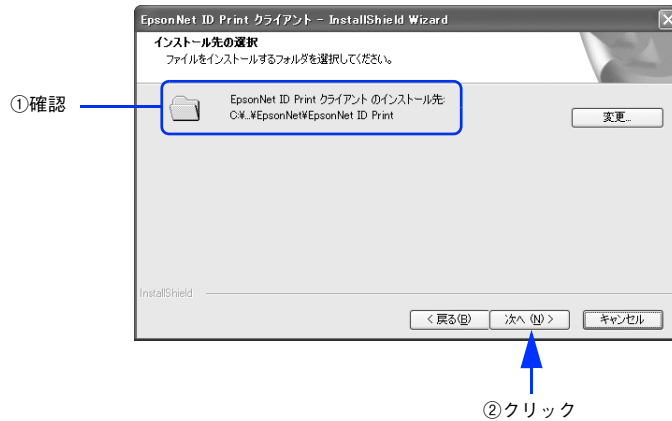 EpsonNet ID Print クライアント - InstallShield Wizard
インストール先の選択
ファイルをインストールするフォルダを選択してください。
①確認
EpsonNet ID Print クライアント のインストール先:
C:¥...¥EpsonNet¥EpsonNet ID Print
変更...
InstallShield
< 戻る(B)
次へ (N) >
キャンセル
②クリック